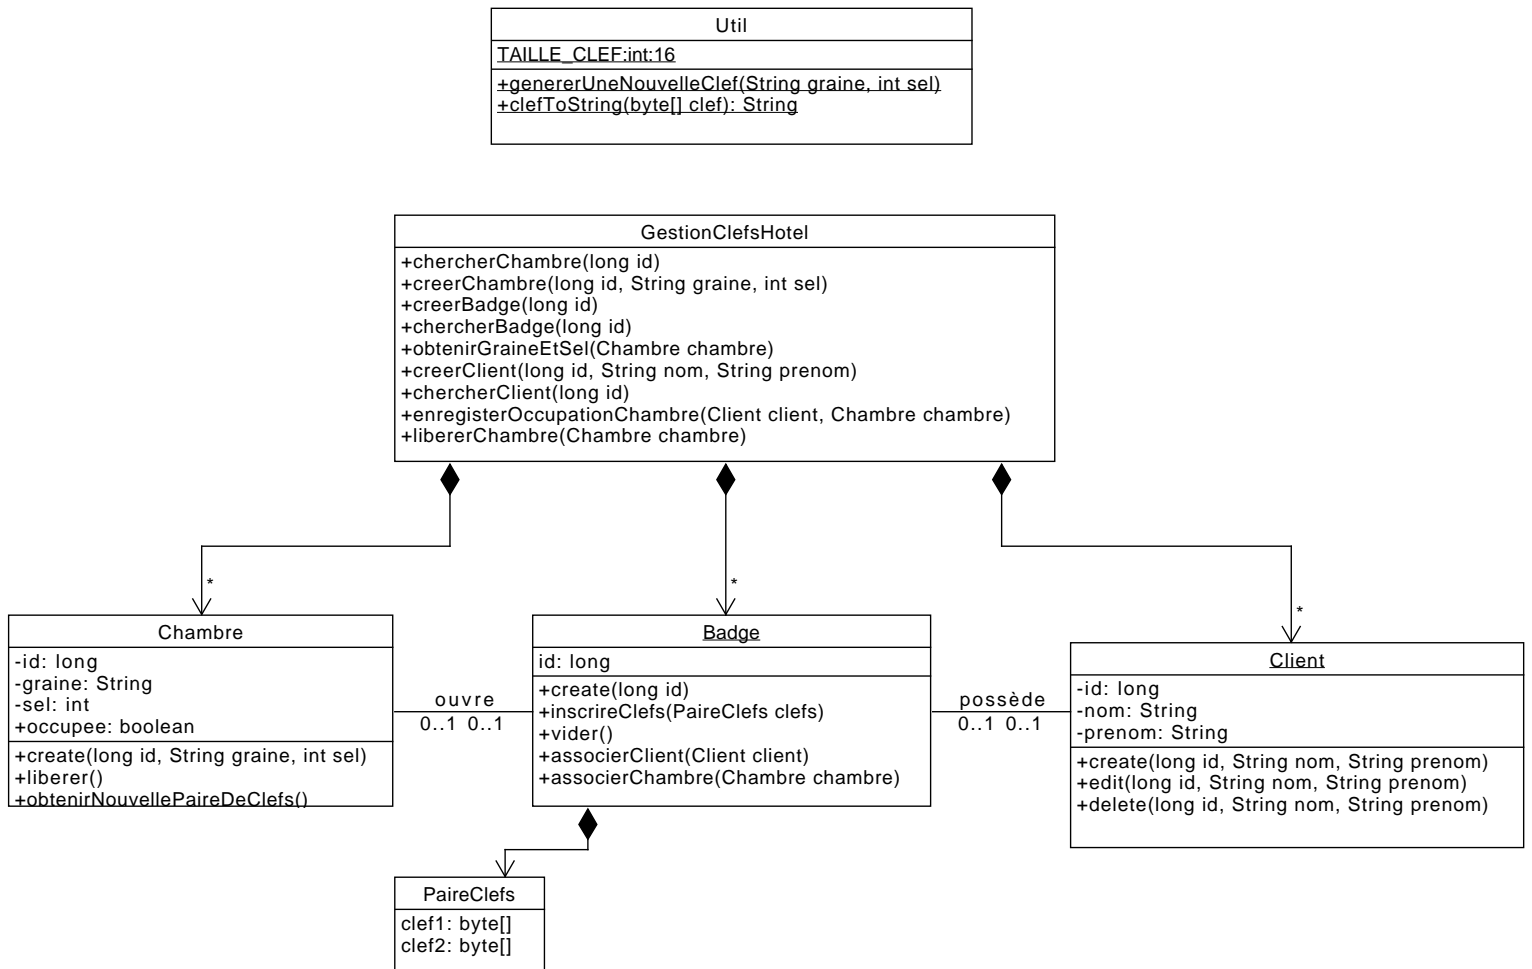 Util
TAILLE_CLEF:int:16
+genererUneNouvelleClef(String graine, int sel)
+clefToString(byte[] clef): String
GestionClefsHotel
+chercherChambre(long id)
+creerChambre(long id, String graine, int sel)
+creerBadge(long id)
+chercherBadge(long id)
+obtenirGraineEtSel(Chambre chambre)
+creerClient(long id, String nom, String prenom)
+chercherClient(long id)
+enregisterOccupationChambre(Client client, Chambre chambre)
+libererChambre(Chambre chambre)
*
*
*
Chambre
-id: long
-graine: String
-sel: int
+occupee: boolean
+create(long id, String graine, int sel)
+liberer()
+obtenirNouvellePaireDeClefs()
ouvre
0..1 0..1
Badge
id: long
+create(long id)
+inscrireClefs(PaireClefs clefs)
+vider()
+associerClient(Client client)
+associerChambre(Chambre chambre)
possède
0..1 0..1
Client
-id: long
-nom: String
-prenom: String
+create(long id, String nom, String prenom)
+edit(long id, String nom, String prenom)
+delete(long id, String nom, String prenom)
PaireClefs
clef1: byte[]
clef2: byte[]